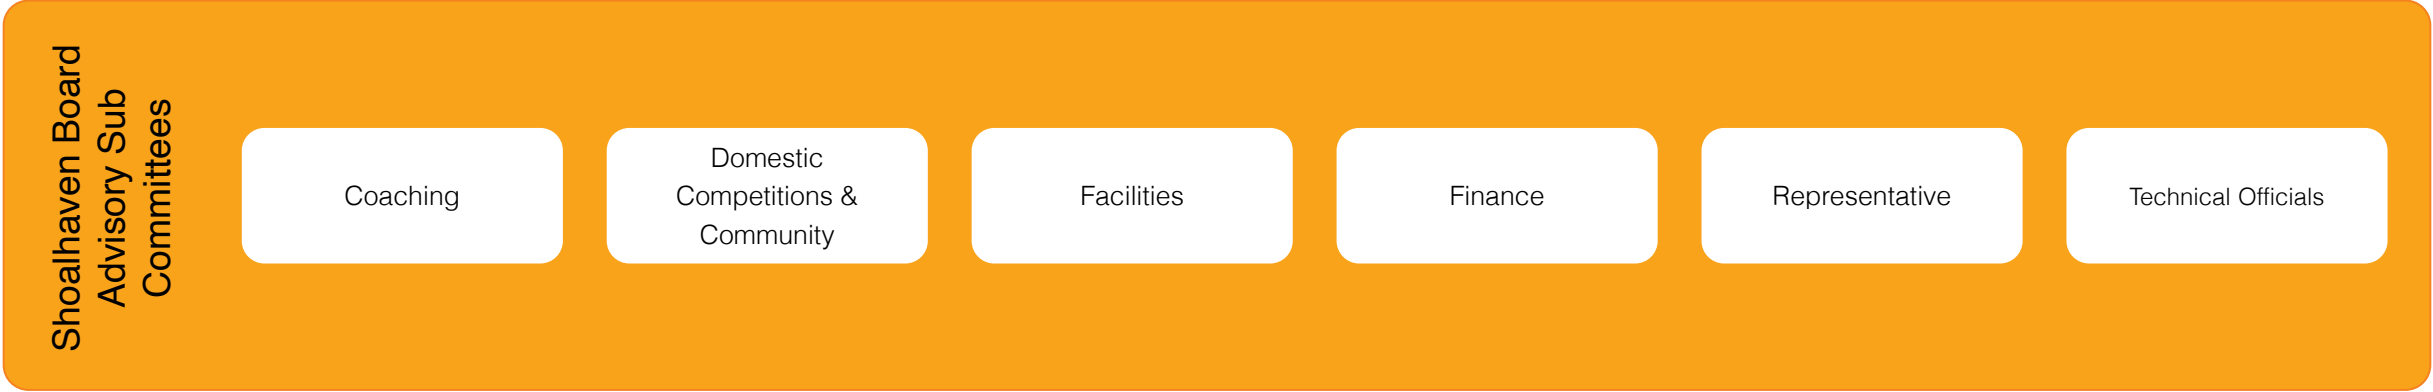 Shoalhaven Board
Advisory Sub
Committees
Coaching
Domestic
Competitions &
Community
Facilities
Finance
Representative
Technical Officials